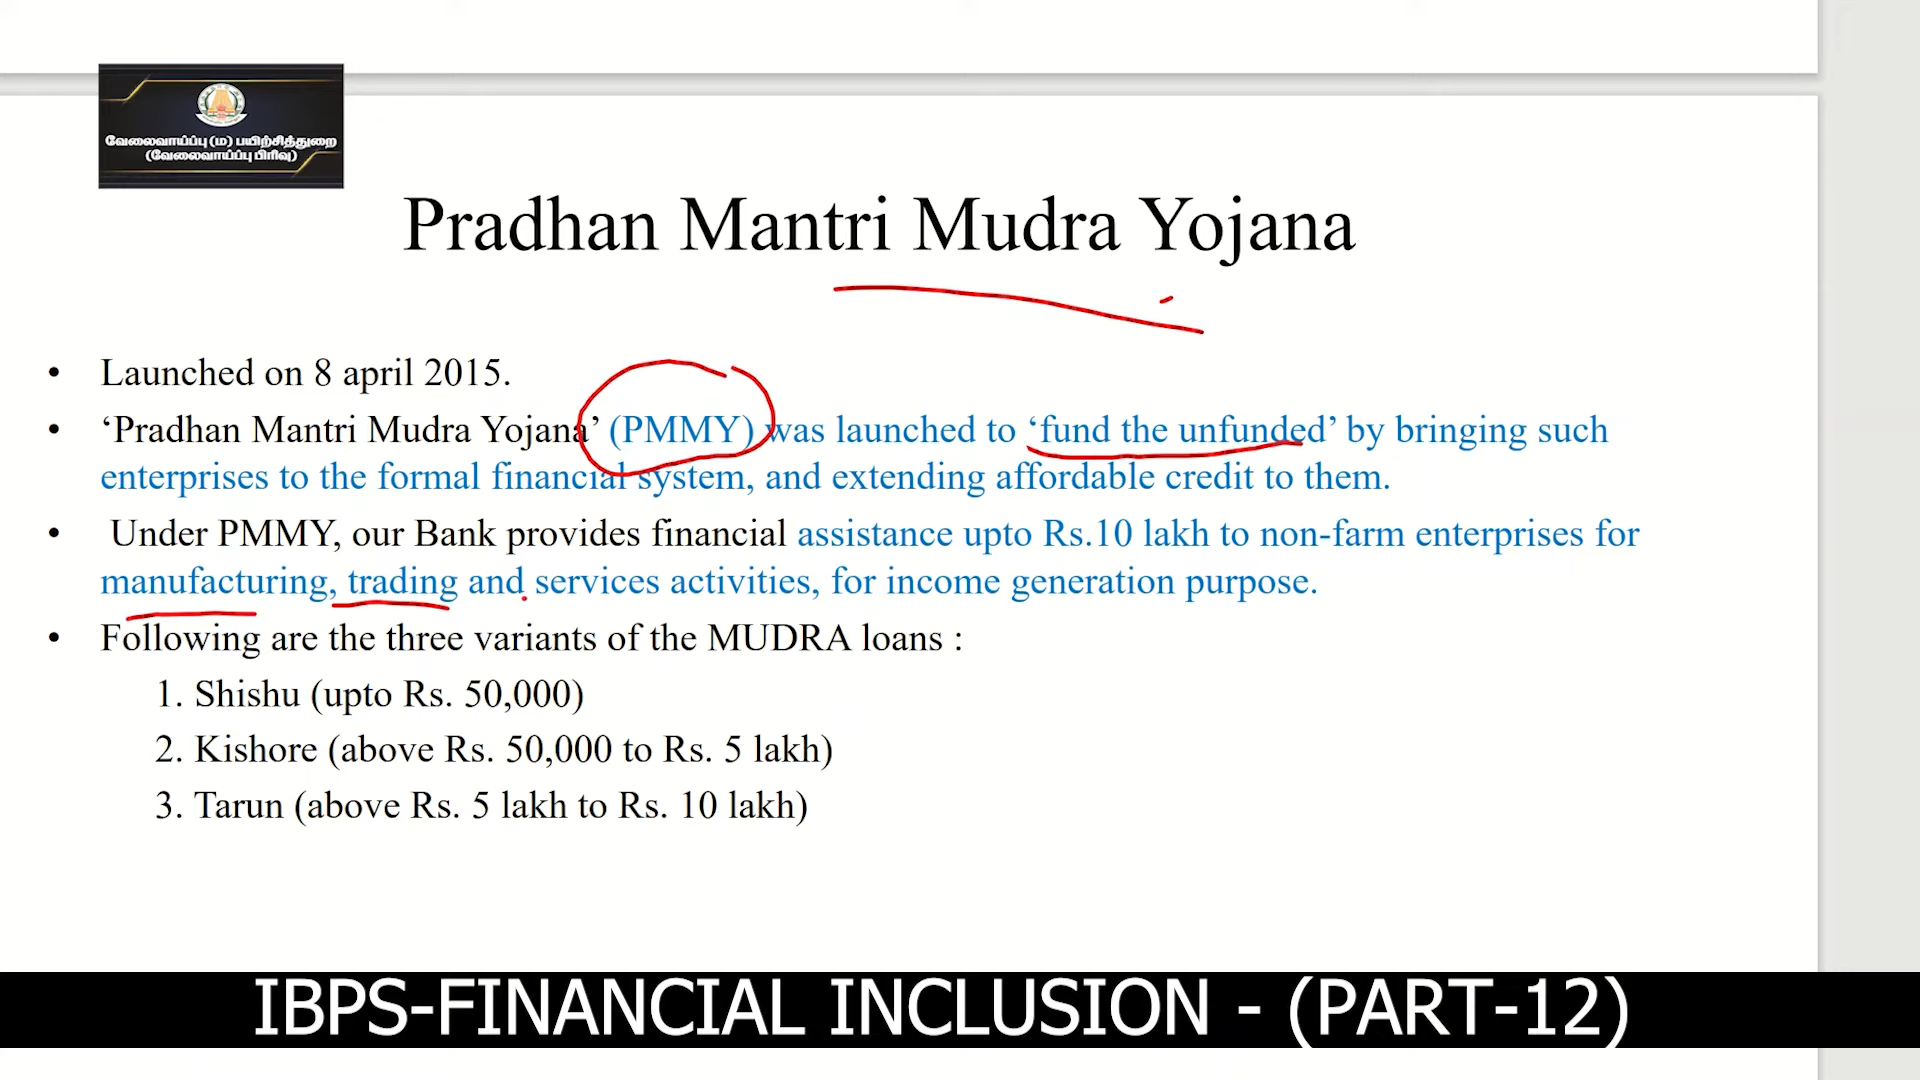 வேலைவாய்ப்பு (ம) பயிற்சித்துறை
(வேலைவாய்ப்பு பிரிவு)
Pradhan Mantri Mudra Yojana
• Launched on 8 april 2015.
• ‘Pradhan Mantri Mudra Yojana’ (PMMY) was launched to ‘fund the unfunded’ by bringing such
enterprises to the formal financial system, and extending affordable credit to them.
• Under PMMY, our Bank provides financial assistance upto Rs.10 lakh to non-farm enterprises for
manufacturing, trading and services activities, for income generation purpose.
• Following are the three variants of the MUDRA loans :
1. Shishu (upto Rs. 50,000)
2. Kishore (above Rs. 50,000 to Rs. 5 lakh)
3. Tarun (above Rs. 5 lakh to Rs. 10 lakh)
IBPS-FINANCIAL INCLUSION - (PART-12)